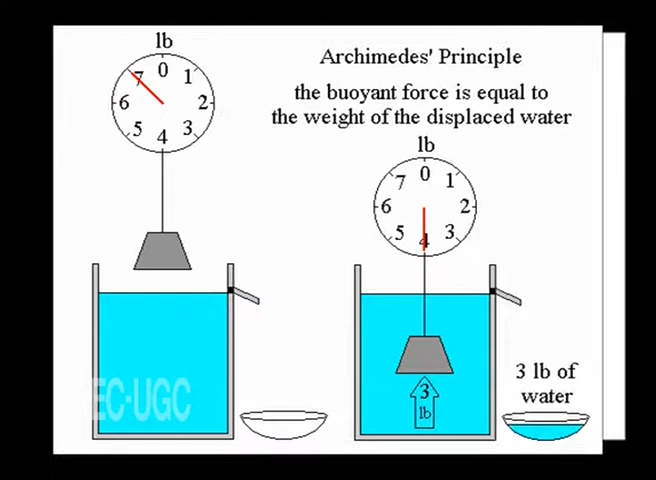 lb
0
1
2
3
4
5
6
7
Archimedes' Principle
the buoyant force is equal to
the weight of the displaced water
lb
0
1
2
3
4
5
6
7
3 lb of
water
3
lb
EC-UGC